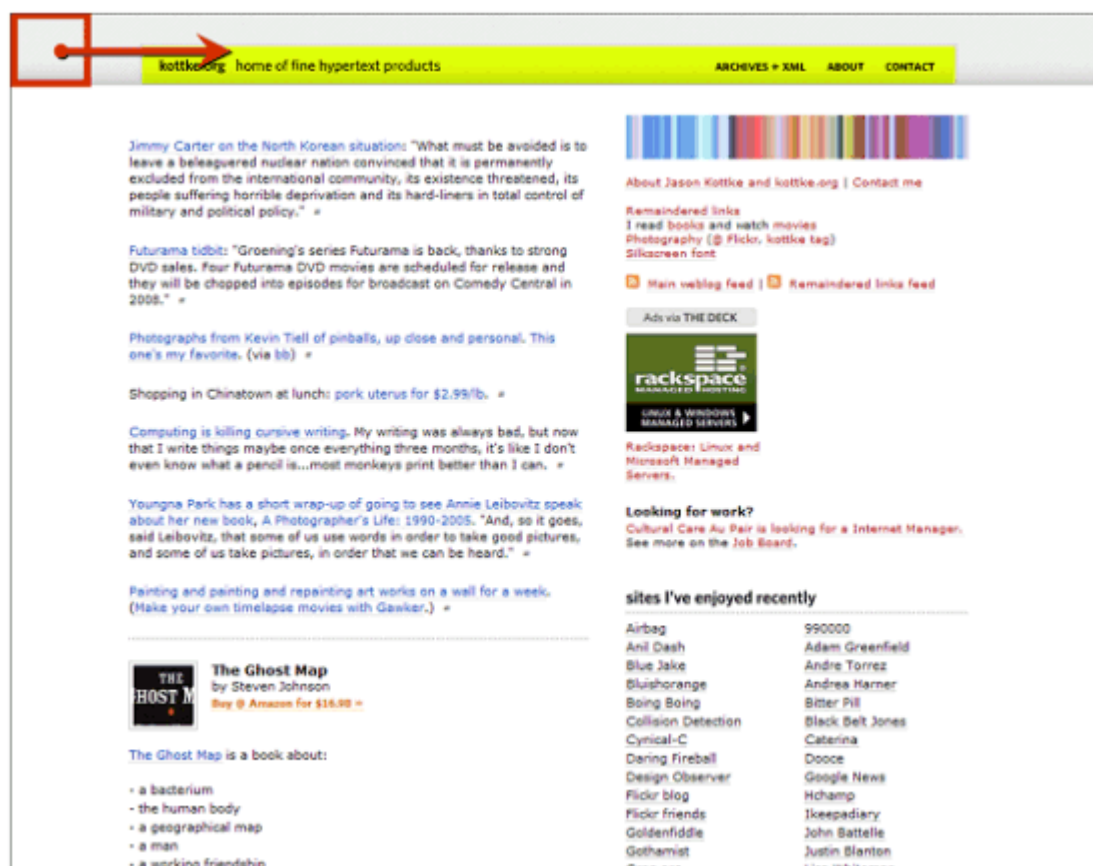 kottke.org home of fine hypertext products
ARCHIVES + XML ABOUT CONTACT
Jimmy Carter on the North Korean situation: "What must be avoided is to
leave a beleaguered nuclear nation convinced that it is permanently
excluded from the international community, its existence threatened, its
people suffering horrible deprivation and its hard-liners in total control of
military and political policy." #
Futurama tidbit: "Groening's series Futurama is back, thanks to strong
DVD sales. Four Futurama DVD movies are scheduled for release and
they will be chopped into episodes for broadcast on Comedy Central in
2008." #
Photographs from Kevin Tiell of pinballs, up close and personal. This
one's my favorite. (via bb) #
Shopping in Chinatown at lunch: pork uterus for $2.99/lb. #
Computing is killing cursive writing. My writing was always bad, but now
that I write things maybe once everything three months, it's like I don't
even know what a pencil is...most monkeys print better than I can. #
Youngna Park has a short wrap-up of going to see Annie Leibovitz speak
about her new book, A Photographer's Life: 1990-2005. "And, so it goes,
said Leibovitz, that some of us use words in order to take good pictures,
and some of us take pictures, in order that we can be heard." #
Painting and painting and repainting art works on a wall for a week.
(Make your own timelapse movies with Gawker.) #
THE
GHOST M
The Ghost Map
by Steven Johnson
Buy @ Amazon for $16.98 »
The Ghost Map is a book about:
- a bacterium
- the human body
- a geographical map
- a man
- a working friendship
About Jason Kottke and kottke.org | Contact me
Remaindered links
I read books and watch movies
Photography (@ Flickr, kottke tag)
Silkscreen font
Main weblog feed | Remaindered links feed
Ads via THE DECK
rackspace
MANAGED HOSTING
LINUX & WINDOWS
MANAGED SERVERS
Rackspace: Linux and
Microsoft Managed
Servers.
Looking for work?
Cultural Care Au Pair is looking for a Internet Manager.
See more on the Job Board.
sites I've enjoyed recently
Airbag 990000
Anil Dash Adam Greenfield
Blue Jake Andre Torrez
Bluishorange Andrea Harner
Boing Boing Bitter Pill
Collision Detection Black Belt Jones
Cynical-C Caterina
Daring Fireball Dooce
Design Observer Google News
Flickr blog Hchamp
Flickr friends Ikeepadiary
Goldenfiddle John Battelle
Gothamist Justin Blanton